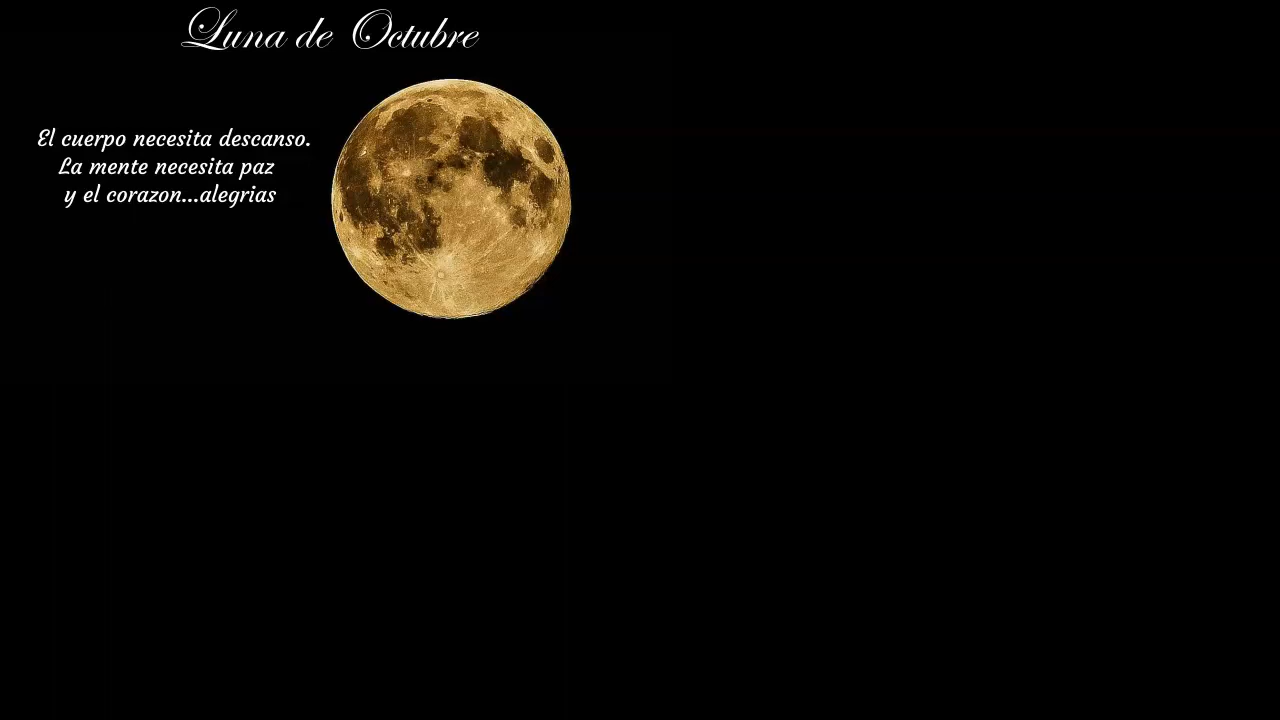 Luna de Octubre
El cuerpo necesita descanso.
La mente necesita paz
y el corazon...alegrias